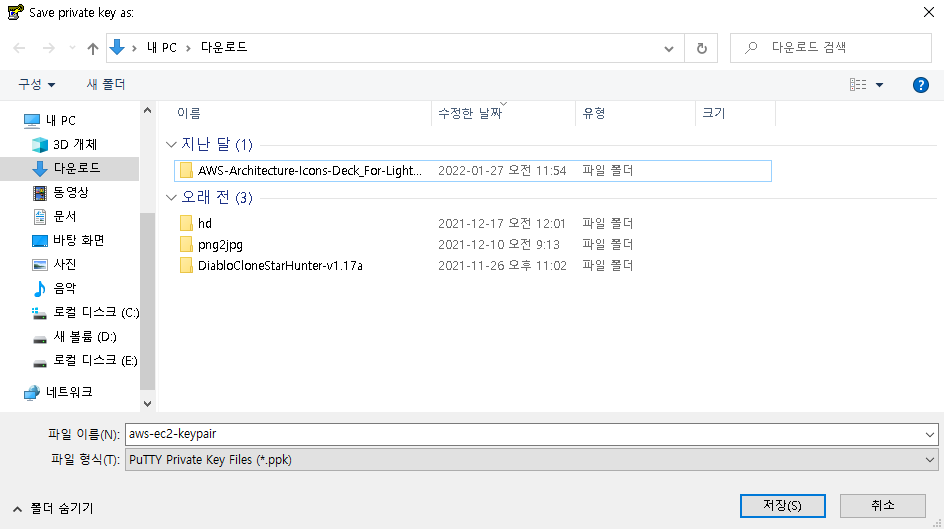 Save private key as:
내 PC > 다운로드
다운로드 검색
구성 새 폴더
내 PC
3D 개체
다운로드
동영상
문서
바탕 화면
사진
음악
로컬 디스크 (C:)
새 볼륨 (D:)
로컬 디스크 (E:)
네트워크
이름 수정한 날짜 유형 크기
지난 달 (1)
AWS-Architecture-Icons-Deck_For-Light... 2022-01-27 오전 11:54 파일 폴더
오래 전 (3)
hd 2021-12-17 오전 12:01 파일 폴더
png2jpg 2021-12-10 오전 9:13 파일 폴더
DiabloCloneStarHunter-v1.17a 2021-11-26 오후 11:02 파일 폴더
파일 이름(N): aws-ec2-keypair
파일 형식(T): PuTTY Private Key Files (*.ppk)
폴더 숨기기
저장(S) 취소